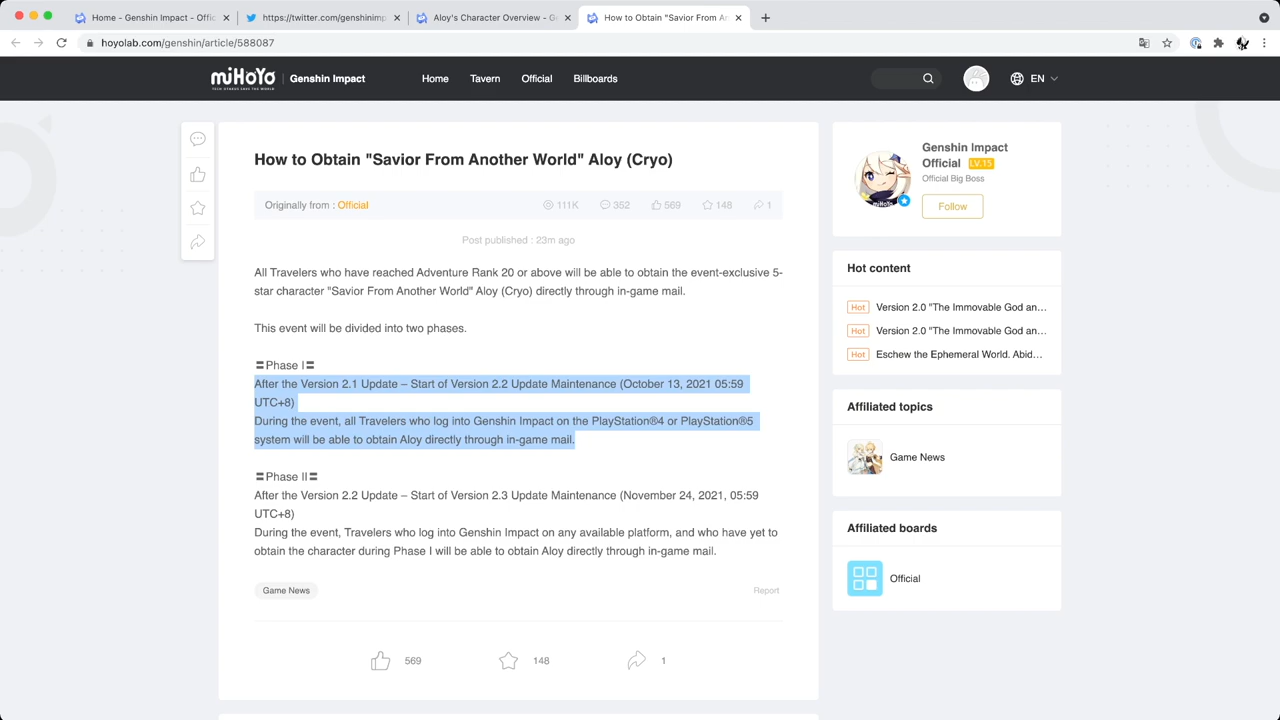 Home - Genshin Impact - Offic
https://twitter.com/genshinimp
Aloy's Character Overview - Ge
How to Obtain "Savior From An
hoyolab.com/genshin/article/588087
miHoYo
TECH OTAKUS SAVE THE WORLD
Genshin Impact
Home
Tavern
Official
Billboards
EN
How to Obtain "Savior From Another World" Aloy (Cryo)
Originally from : Official
111K
352
569
148
1
Post published : 23m ago
All Travelers who have reached Adventure Rank 20 or above will be able to obtain the event-exclusive 5-
star character "Savior From Another World" Aloy (Cryo) directly through in-game mail.
This event will be divided into two phases.
〓Phase I〓
After the Version 2.1 Update – Start of Version 2.2 Update Maintenance (October 13, 2021 05:59
UTC+8)
During the event, all Travelers who log into Genshin Impact on the PlayStation®4 or PlayStation®5
system will be able to obtain Aloy directly through in-game mail.
〓Phase II〓
After the Version 2.2 Update – Start of Version 2.3 Update Maintenance (November 24, 2021, 05:59
UTC+8)
During the event, Travelers who log into Genshin Impact on any available platform, and who have yet to
obtain the character during Phase I will be able to obtain Aloy directly through in-game mail.
Game News
Report
569
148
1
Genshin Impact
Official LV.15
Official Big Boss
miHoYo
Follow
Hot content
Hot Version 2.0 "The Immovable God an...
Hot Version 2.0 "The Immovable God an...
Hot Eschew the Ephemeral World. Abid...
Affiliated topics
Game News
Affiliated boards
Official